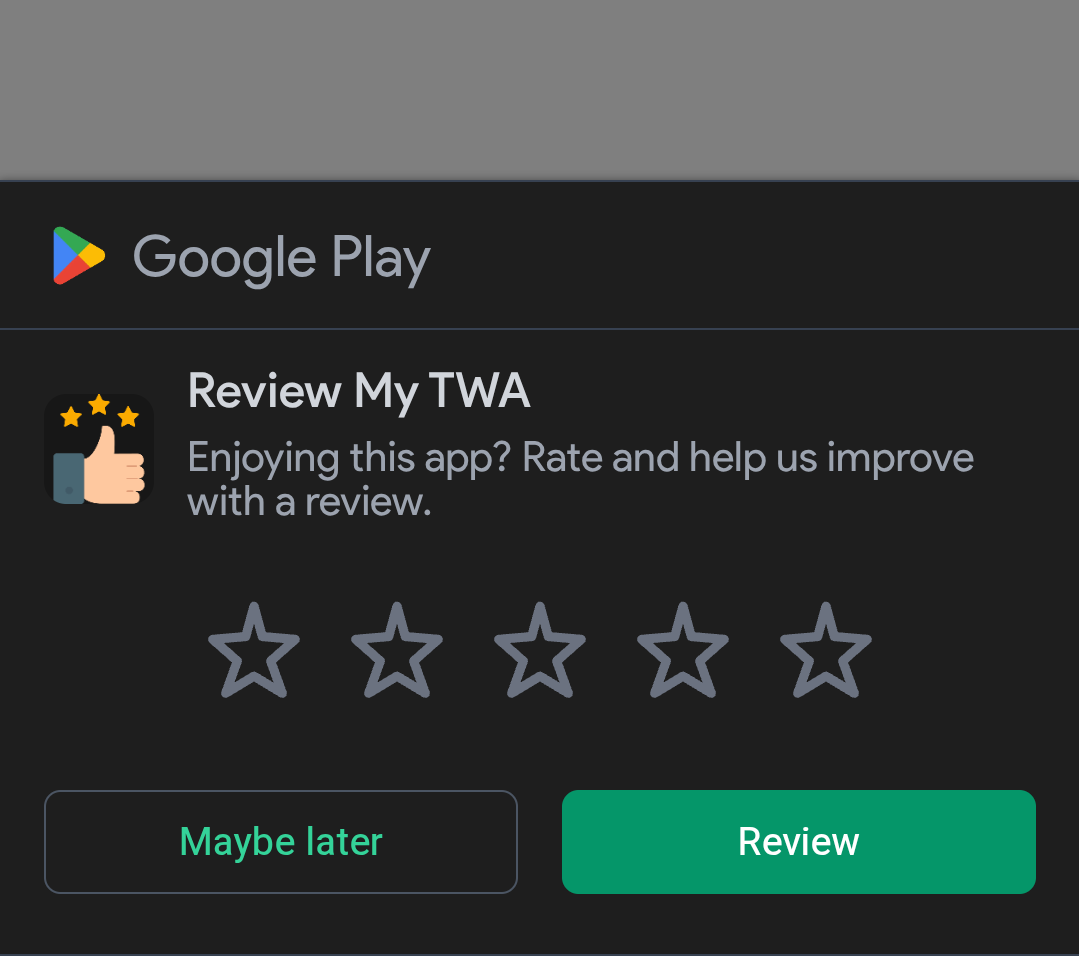 Google Play
Review My TWA
Enjoying this app? Rate and help us improve
with a review.
Maybe later
Review